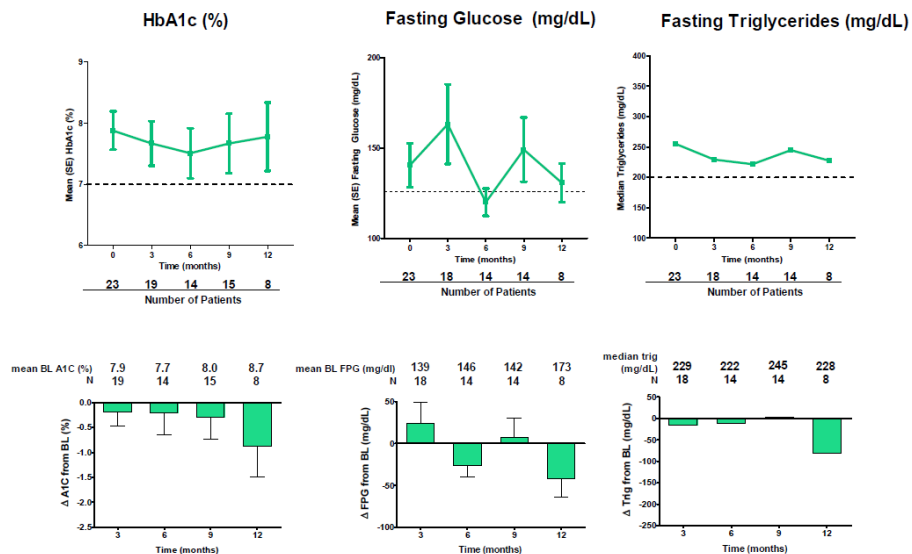 HbA1c (%)
Mean (SE) HbA1c (%)
9
8
7
6
0 3 6 9 12
Time (months)
23 19 14 15 8
Number of Patients
Fasting Glucose (mg/dL)
Mean (SE) Fasting Glucose (mg/dL)
200
150
100
0 3 6 9 12
Time (months)
23 18 14 14 8
Number of Patients
Fasting Triglycerides (mg/dL)
Median Triglycerides (mg/dL)
400
350
300
250
200
150
100
0 3 6 9 12
Time (months)
23 18 14 14 8
Number of Patients
mean BL A1C (%) 7.9 7.7 8.0 8.7
N 19 14 15 8
Δ A1C from BL (%)
0.0
-0.5
-1.0
-1.5
-2.0
-2.5
3 6 9 12
Time (months)
mean BL FPG (mg/dl) 139 146 142 173
N 18 14 14 8
Δ FPG from BL (mg/dL)
50
0
-50
-100
3 6 9 12
Time (months)
median trig
(mg/dL) 229 222 245 228
N 18 14 14 8
Δ Trig from BL (mg/dL)
50
0
-50
-100
-150
-200
-250
3 6 9 12
Time (months)